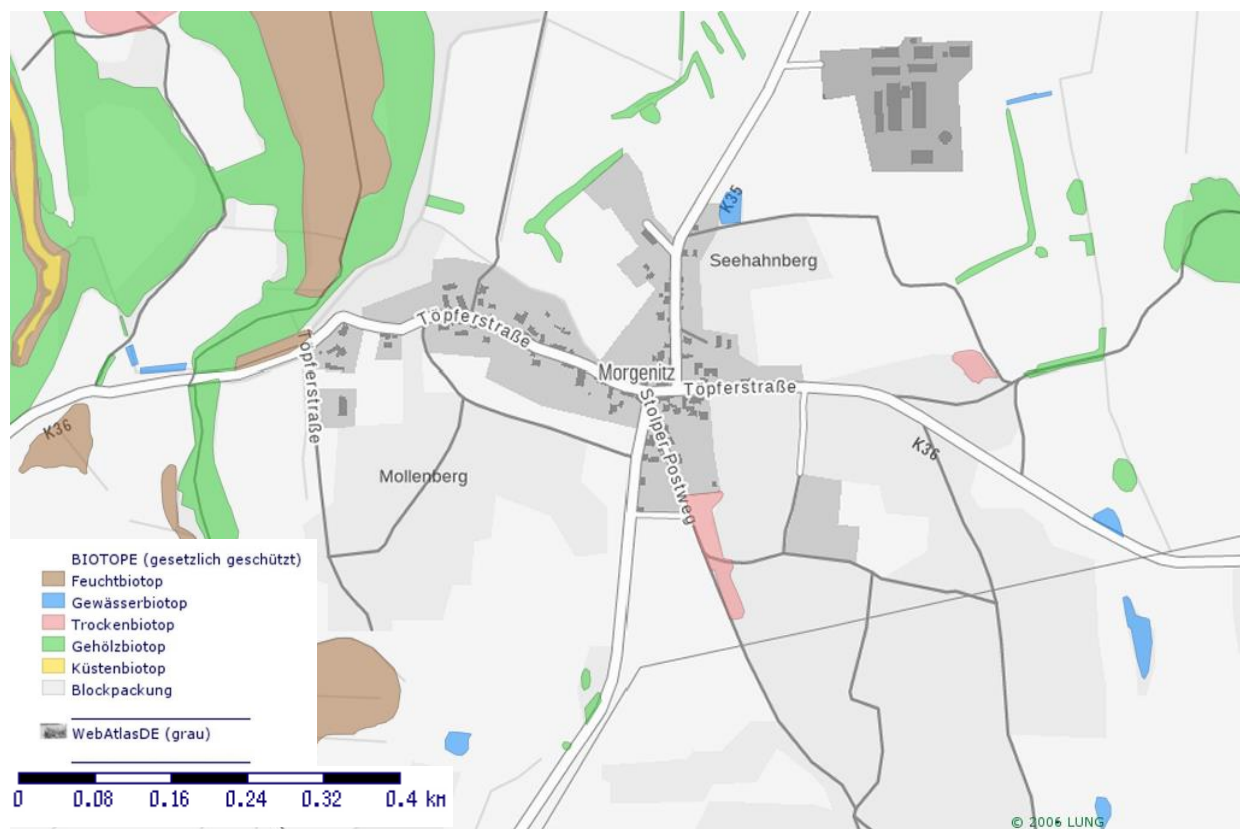 K35
Seehahnberg
Töpferstraße
Töpferstraße
Morgenitz
Töpferstraße
Stolper Postweg
K36
K36
Mollenberg
BIOTOPE (gesetzlich geschützt)
Feuchtbiotop
Gewässerbiotop
Trockenbiotop
Gehölzbiotop
Küstenbiotop
Blockpackung
WebAtlasDE (grau)
0 0.08 0.16 0.24 0.32 0.4 км
© 2006 LUNG